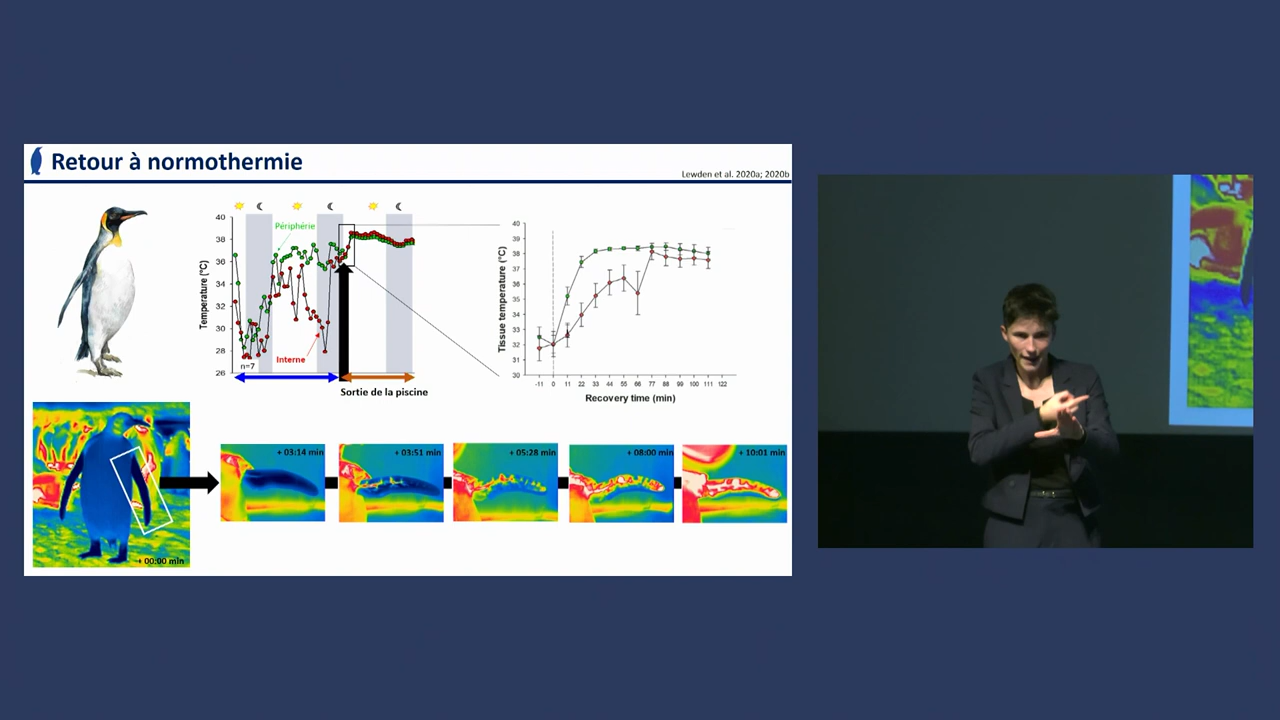 Retour à normothermie
Lewden et al. 2020a; 2020b
40
38
36
34
32
30
28
26
Temperature (°C)
Périphérie
Interne
n=7
Sortie de la piscine
40
39
38
37
36
35
34
33
32
31
30
Tissue temperature (°C)
-11 0 11 22 33 44 55 66 77 88 99 100 111 122
Recovery time (min)
+ 00:00 min
+ 03:14 min
+ 03:51 min
+ 05:28 min
+ 08:00 min
+ 10:01 min